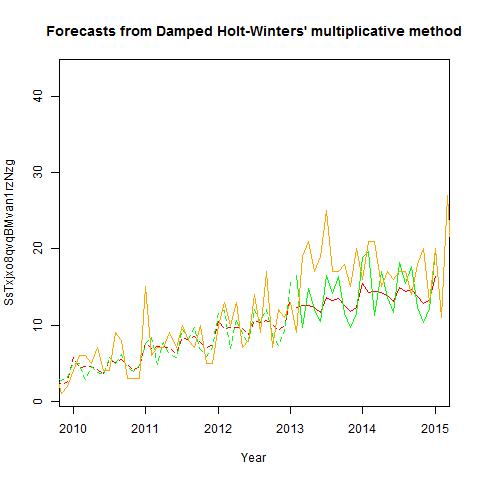 Forecasts from Damped Holt-Winters' multiplicative method
SsTxjxo8qvqBMvan1rzNzg
40
30
20
10
0
2010 2011 2012 2013 2014 2015
Year